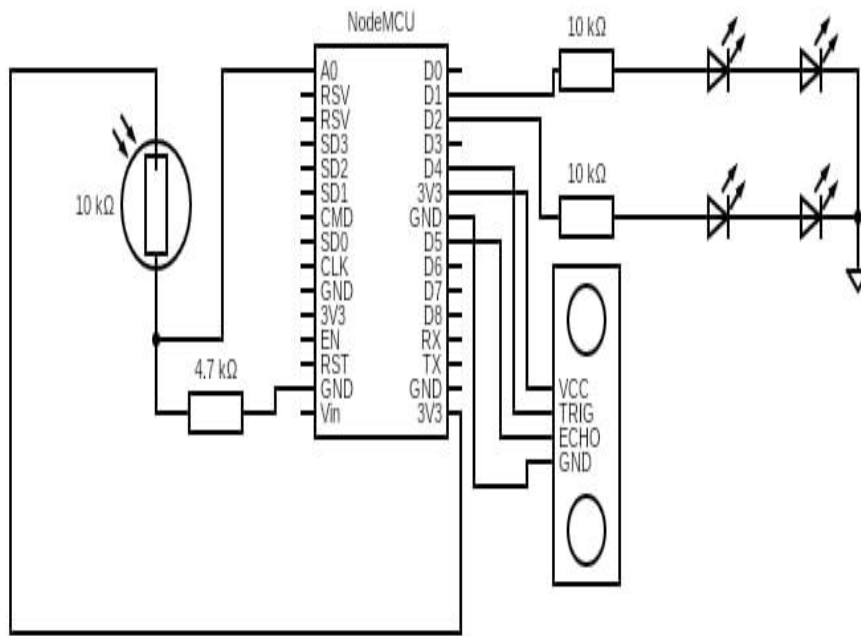 NodeMCU
10 kΩ
A0
D0
RSV
D1
RSV
D2
SD3
D3
SD2
D4
SD1
3V3
CMD
GND
SD0
D5
CLK
D6
GND
D7
3V3
D8
EN
RX
RST
TX
GND
GND
Vin
3V3
10 kΩ
10 kΩ
4.7 kΩ
VCC
TRIG
ECHO
GND